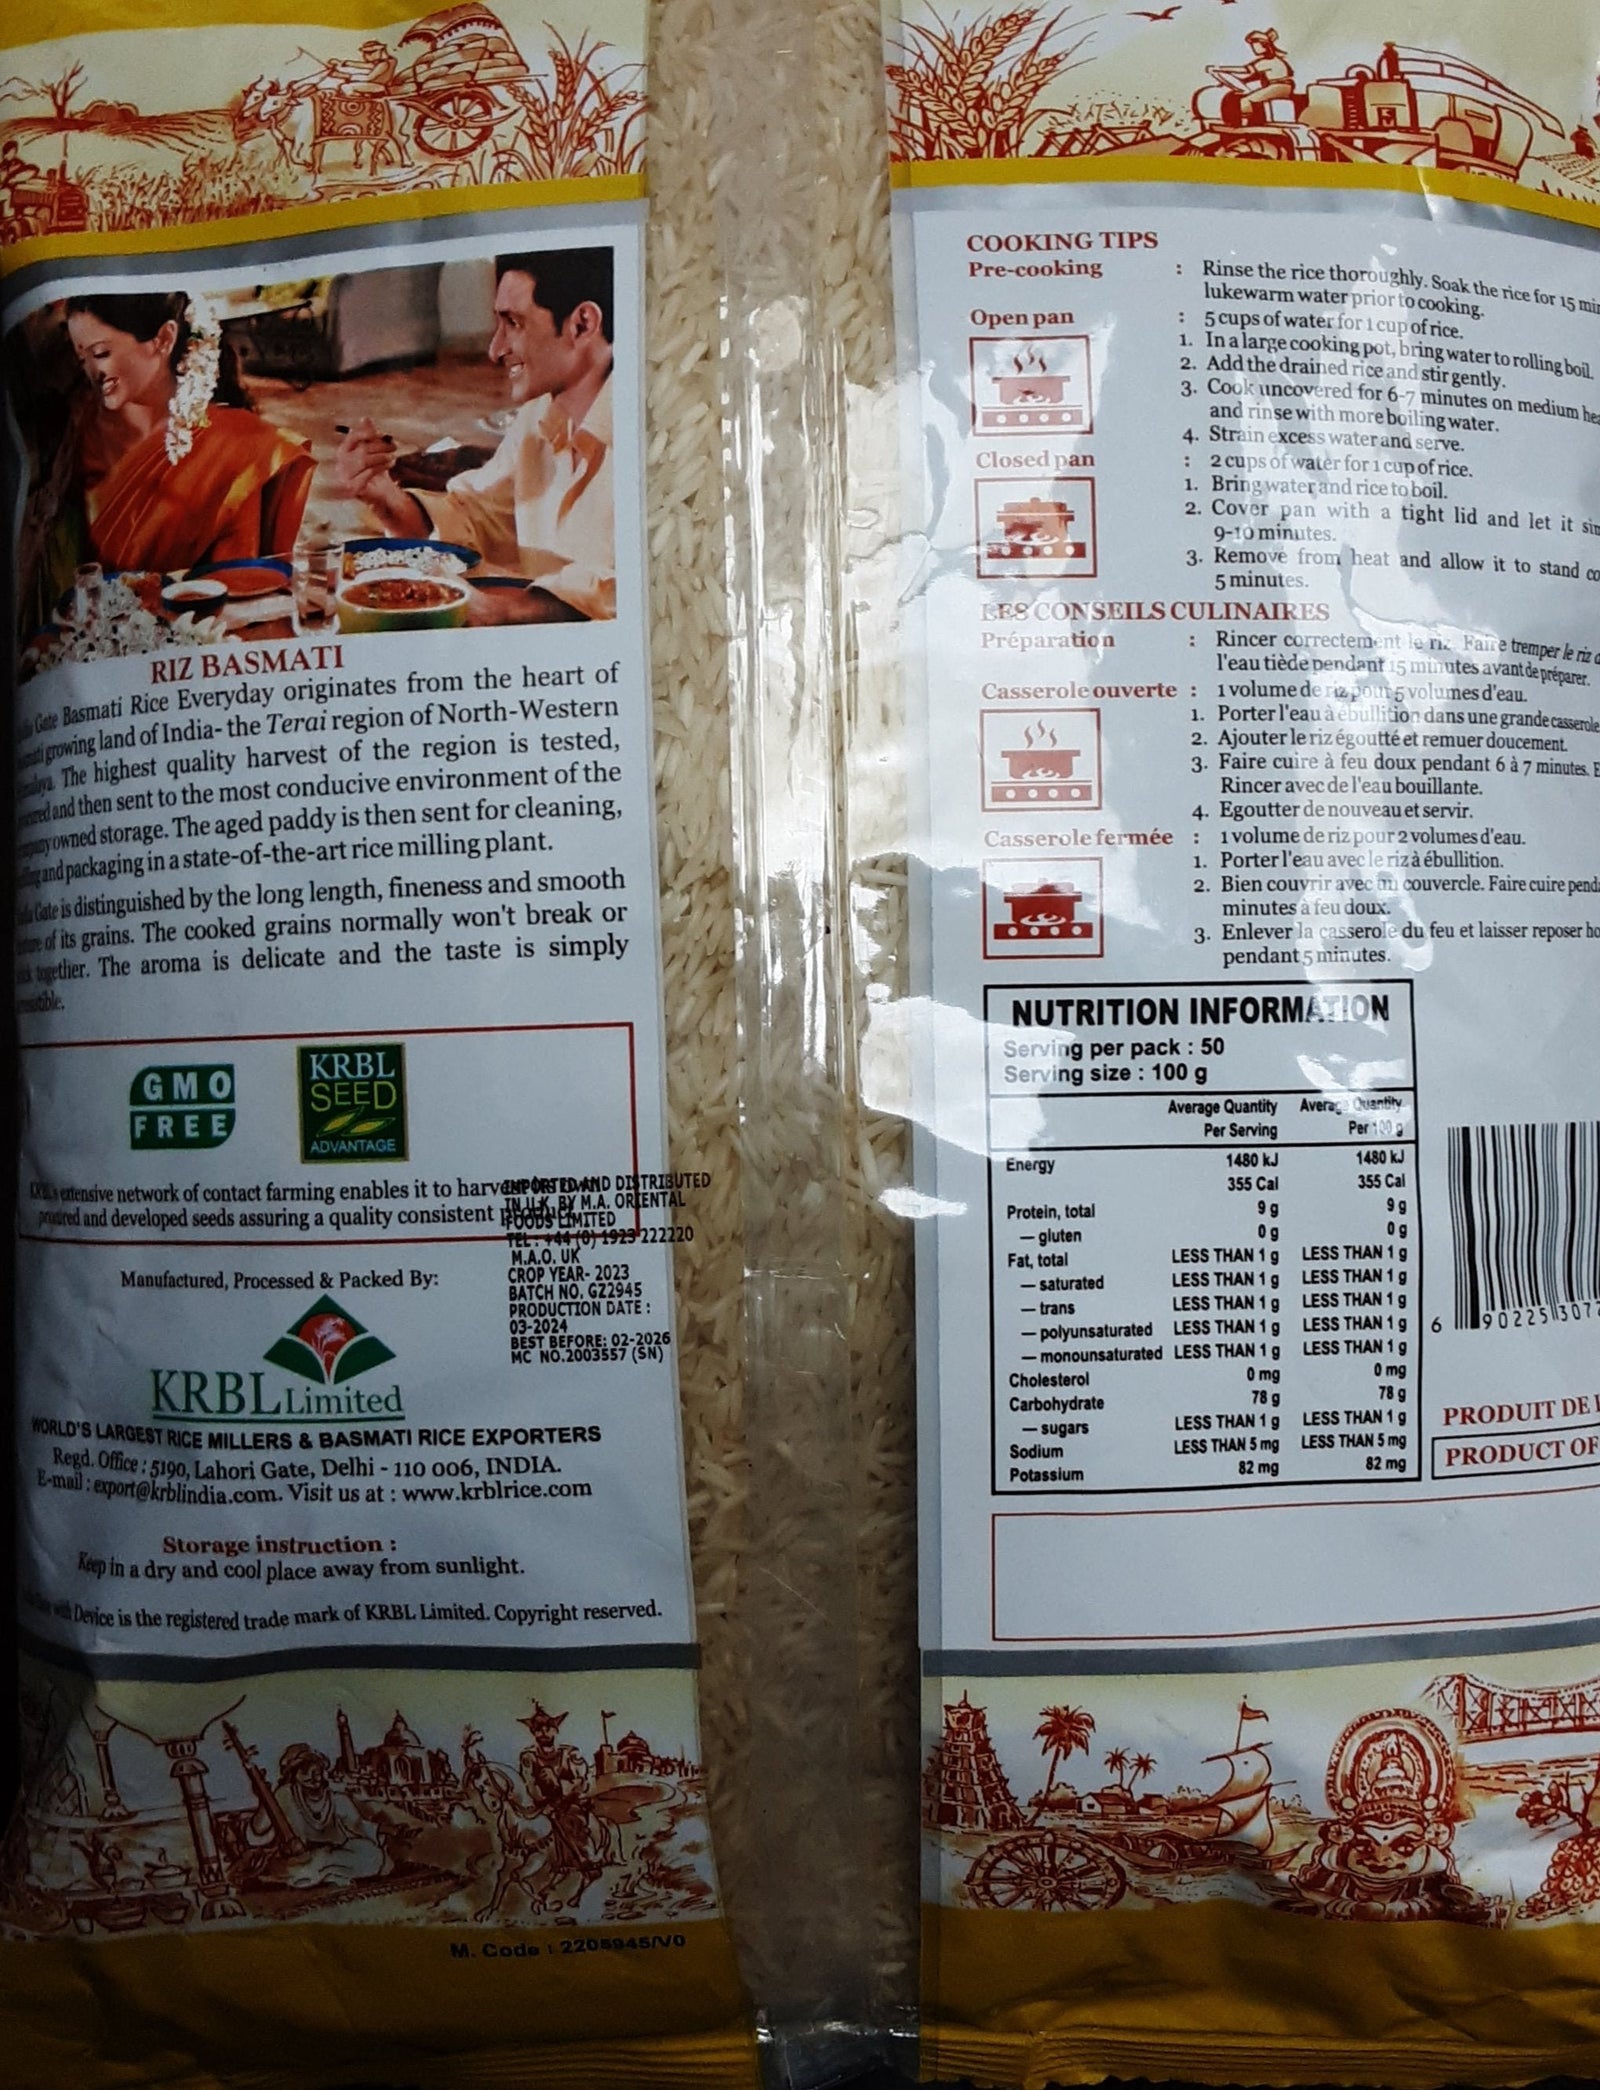 RIZ BASMATI
Gate Basmati Rice Everyday originates from the heart of
growing land of India- the Terai region of North-Western
The highest quality harvest of the region is tested,
and then sent to the most conducive environment of the
owned storage. The aged paddy is then sent for cleaning,
and packaging in a state-of-the-art rice milling plant.
Gate is distinguished by the long length, fineness and smooth
of its grains. The cooked grains normally won't break or
together. The aroma is delicate and the taste is simply
GMO
FREE
KRBL
SEED
ADVANTAGE
extensive network of contact farming enables it to harvest
and developed seeds assuring a quality consistent
IMPORTED AND DISTRIBUTED
IN U.K. BY M.A. ORIENTAL
FOODS LIMITED
TEL: +44 (0) 1923 222220
M.A.O. UK
CROP YEAR- 2023
BATCH NO. GZ2945
PRODUCTION DATE :
03-2024
BEST BEFORE: 02-2026
MC NO.2003557 (SN)
Manufactured, Processed & Packed By:
KRBL Limited
WORLD'S LARGEST RICE MILLERS & BASMATI RICE EXPORTERS
Regd. Office : 5190, Lahori Gate, Delhi - 110 006, INDIA.
E-mail : export@krblindia.com. Visit us at : www.krblrice.com
Storage instruction :
Keep in a dry and cool place away from sunlight.
Device is the registered trade mark of KRBL Limited. Copyright reserved.
M. Code : 2205945/V0
COOKING TIPS
Pre-cooking : Rinse the rice thoroughly. Soak the rice for 15 min
lukewarm water prior to cooking.
Open pan : 5 cups of water for 1 cup of rice.
1. In a large cooking pot, bring water to rolling boil.
2. Add the drained rice and stir gently.
3. Cook uncovered for 6-7 minutes on medium hea
and rinse with more boiling water.
4. Strain excess water and serve.
Closed pan : 2 cups of water for 1 cup of rice.
1. Bring water and rice to boil.
2. Cover pan with a tight lid and let it sim
9-10 minutes.
3. Remove from heat and allow it to stand co
5 minutes.
LES CONSEILS CULINAIRES
Préparation : Rincer correctement le riz. Faire tremper le riz d
l'eau tiède pendant 15 minutes avant de préparer.
Casserole ouverte : 1 volume de riz pour 5 volumes d'eau.
1. Porter l'eau à ébullition dans une grande casserole
2. Ajouter le riz égoutté et remuer doucement.
3. Faire cuire à feu doux pendant 6 à 7 minutes. E
Rincer avec de l'eau bouillante.
4. Egoutter de nouveau et servir.
Casserole fermée : 1 volume de riz pour 2 volumes d'eau.
1. Porter l'eau avec le riz à ébullition.
2. Bien couvrir avec un couvercle. Faire cuire penda
minutes à feu doux.
3. Enlever la casserole du feu et laisser reposer ho
pendant 5 minutes.
NUTRITION INFORMATION
Serving per pack : 50
Serving size : 100 g
Average Quantity Average Quantity
Per Serving Per 100 g
Energy 1480 kJ 1480 kJ
355 Cal 355 Cal
Protein, total 9 g 9 g
— gluten 0 g 0 g
Fat, total LESS THAN 1 g LESS THAN 1 g
— saturated LESS THAN 1 g LESS THAN 1 g
— trans LESS THAN 1 g LESS THAN 1 g
— polyunsaturated LESS THAN 1 g LESS THAN 1 g
— monounsaturated LESS THAN 1 g LESS THAN 1 g
Cholesterol 0 mg 0 mg
Carbohydrate 78 g 78 g
— sugars LESS THAN 1 g LESS THAN 1 g
Sodium LESS THAN 5 mg LESS THAN 5 mg
Potassium 82 mg 82 mg
6 902253077
PRODUIT DE
PRODUCT OF